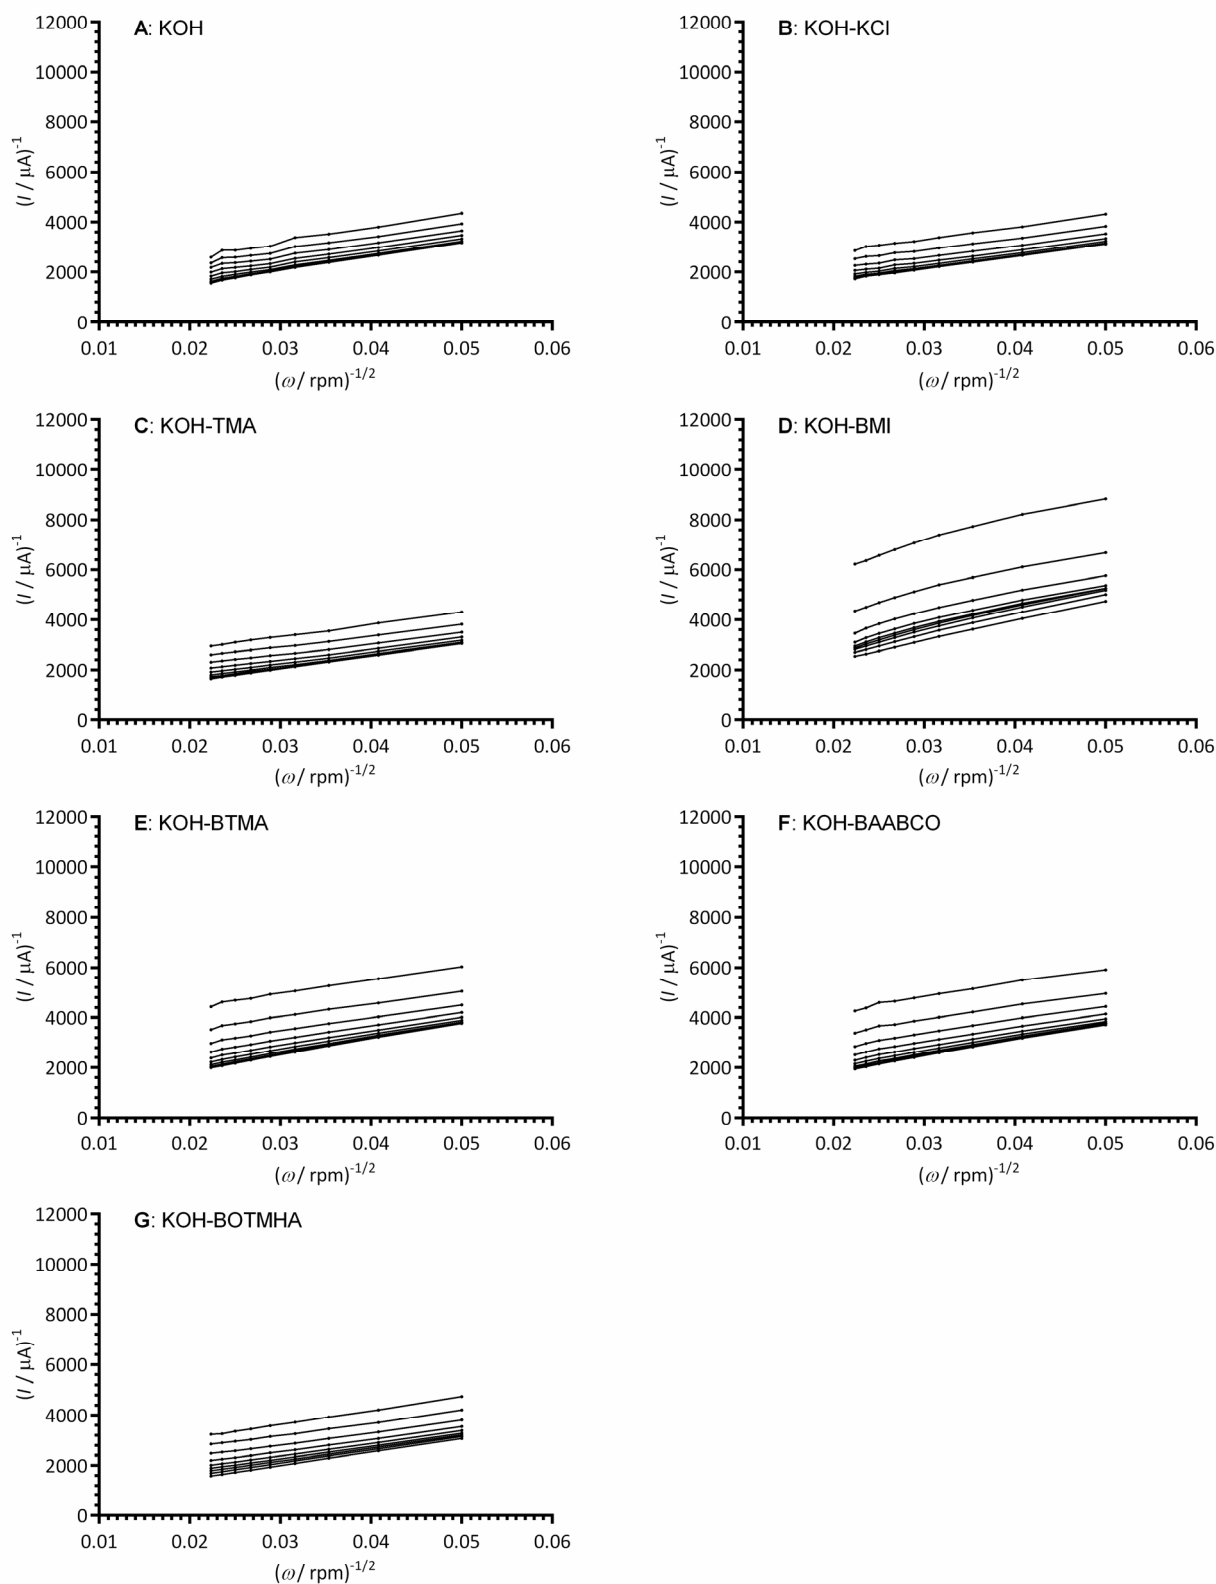 A: KOH
12000
10000
8000
6000
4000
2000
0
(I / μA)⁻¹
0.01 0.02 0.03 0.04 0.05 0.06
(ω / rpm)⁻¹/²
B: KOH-KCl
12000
10000
8000
6000
4000
2000
0
(I / μA)⁻¹
0.01 0.02 0.03 0.04 0.05 0.06
(ω / rpm)⁻¹/²
C: KOH-TMA
12000
10000
8000
6000
4000
2000
0
(I / μA)⁻¹
0.01 0.02 0.03 0.04 0.05 0.06
(ω / rpm)⁻¹/²
D: KOH-BMI
12000
10000
8000
6000
4000
2000
0
(I / μA)⁻¹
0.01 0.02 0.03 0.04 0.05 0.06
(ω / rpm)⁻¹/²
E: KOH-BTMA
12000
10000
8000
6000
4000
2000
0
(I / μA)⁻¹
0.01 0.02 0.03 0.04 0.05 0.06
(ω / rpm)⁻¹/²
F: KOH-BAABCO
12000
10000
8000
6000
4000
2000
0
(I / μA)⁻¹
0.01 0.02 0.03 0.04 0.05 0.06
(ω / rpm)⁻¹/²
G: KOH-BOTMHA
12000
10000
8000
6000
4000
2000
0
(I / μA)⁻¹
0.01 0.02 0.03 0.04 0.05 0.06
(ω / rpm)⁻¹/²